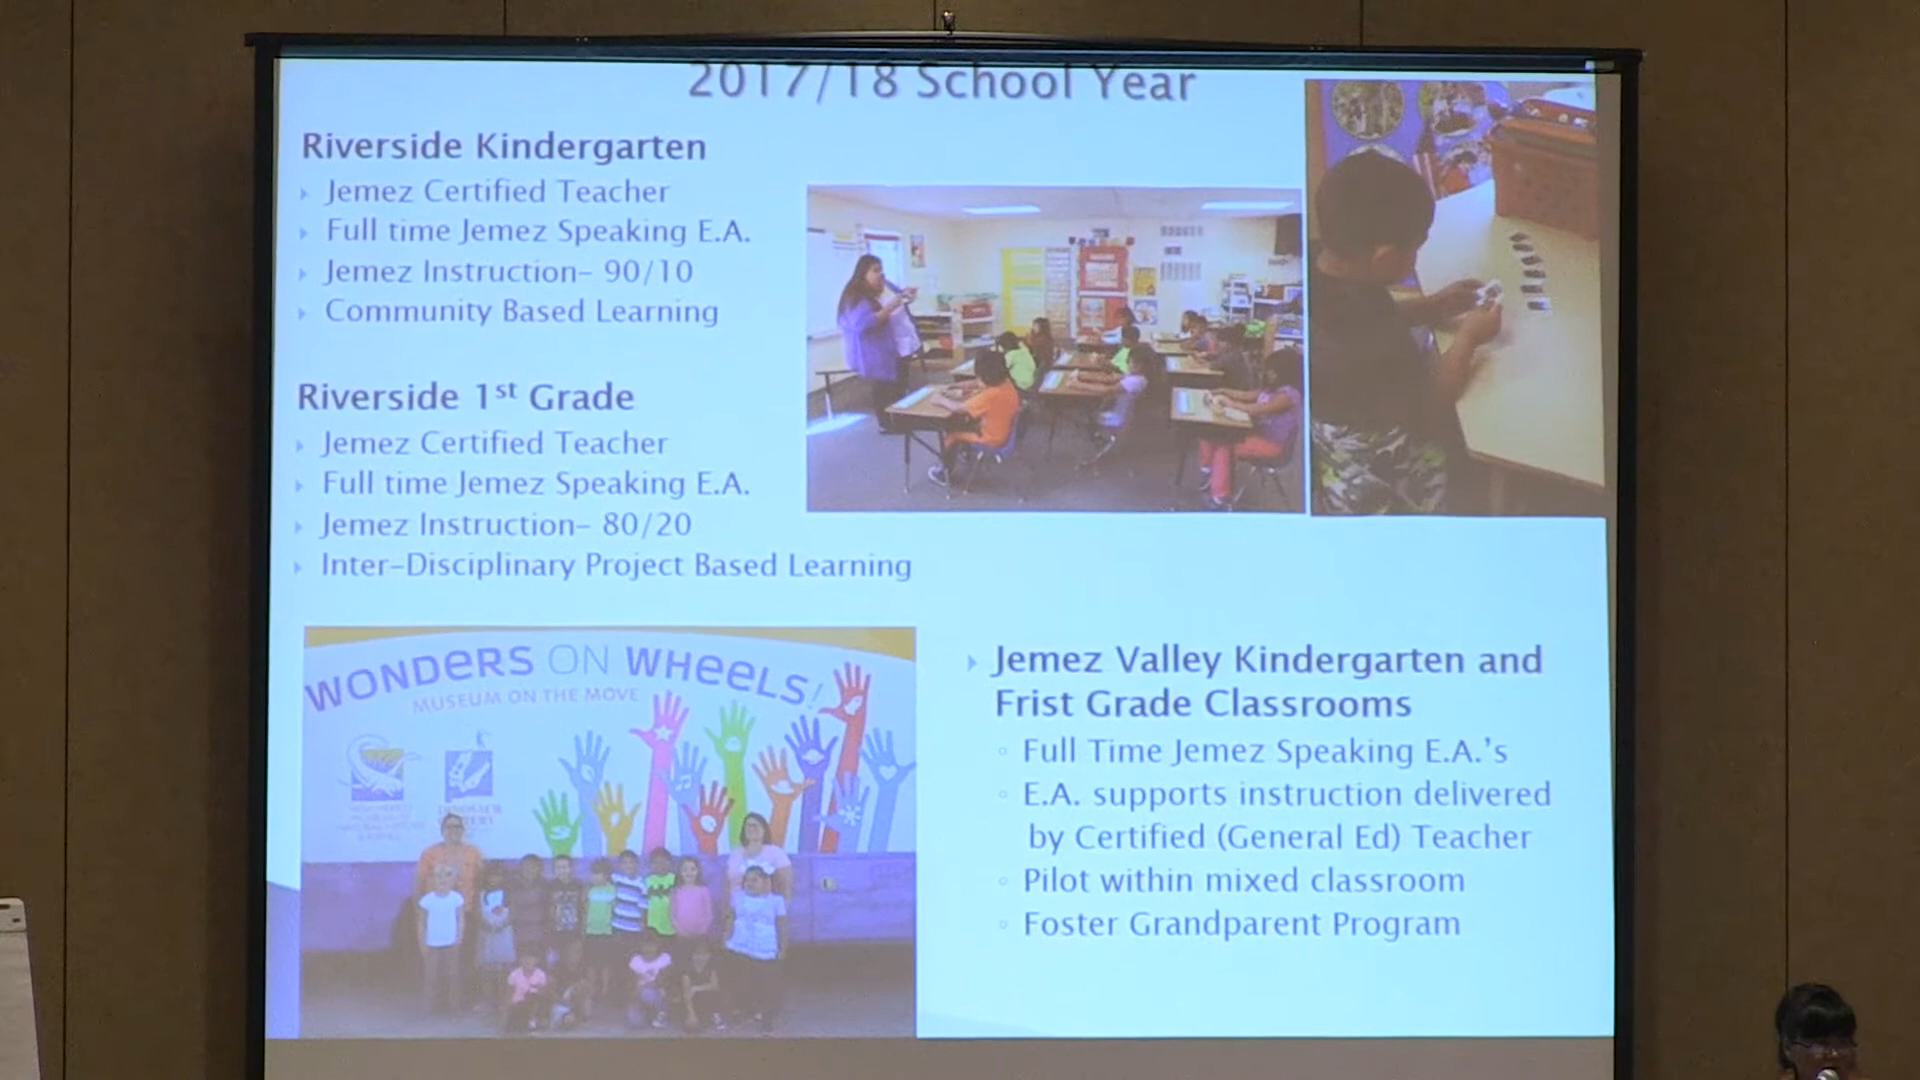 2017/18 School Year
Riverside Kindergarten
Jemez Certified Teacher
Full time Jemez Speaking E.A.
Jemez Instruction– 90/10
Community Based Learning
Riverside 1st Grade
Jemez Certified Teacher
Full time Jemez Speaking E.A.
Jemez Instruction– 80/20
Inter–Disciplinary Project Based Learning
WONDERS ON WHEELS!
MUSEUM ON THE MOVE
Jemez Valley Kindergarten and
Frist Grade Classrooms
Full Time Jemez Speaking E.A.'s
E.A. supports instruction delivered
by Certified (General Ed) Teacher
Pilot within mixed classroom
Foster Grandparent Program